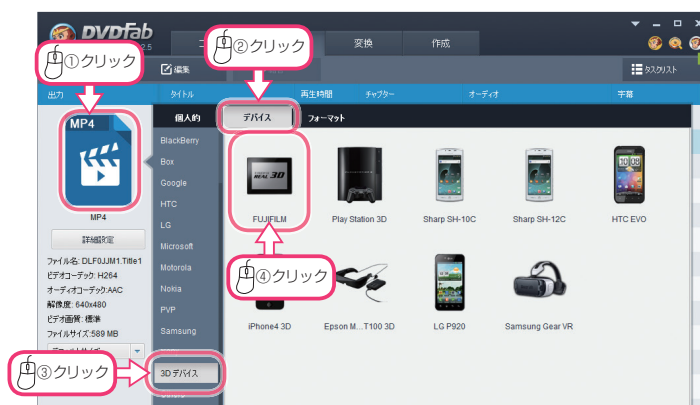 DVDFab
2.5
コ
変換
作成
①クリック
②クリック
編集
タスクリスト
出力
タイトル
再生時間
チャプター
オーディオ
字幕
MP4
個人的
デバイス
フォーマット
BlackBerry
Box
Google
HTC
LG
Microsoft
Motorola
Nokia
PVP
Samsung
3D デバイス
REAL 3D
FUJIFILM
Play Station 3D
Sharp SH-10C
Sharp SH-12C
HTC EVO
MP4
詳細設定
ファイル名: DLF0JJM1.Title1
ビデオコーデック: H264
オーディオコーデック:AAC
解像度: 640x480
ビデオ画質: 標準
ファイルサイズ:589 MB
④クリック
iPhone4 3D
Epson M...T100 3D
LG P920
Samsung Gear VR
③クリック